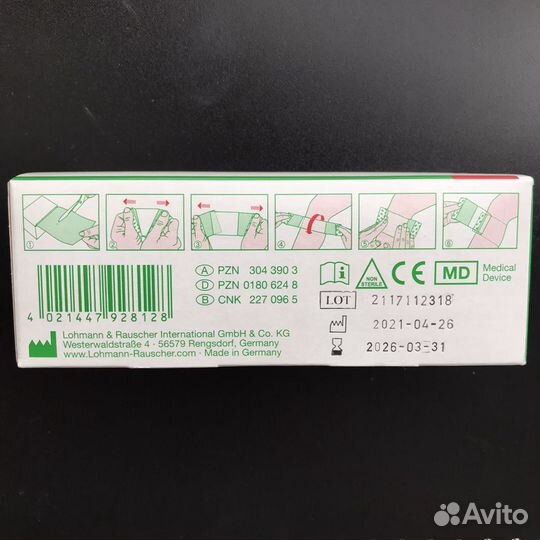 1 2 3 4 5 6
A PZN 304 390 3
D PZN 0180 624 8
B CNK 227 096 5
NON
STERILE
CE
MD
Medical
Device
4 021447 928128
LOT 2117112318
2021-04-26
2026-03-31
Lohmann & Rauscher International GmbH & Co. KG
Westerwaldstraße 4 · 56579 Rengsdorf, Germany
www.Lohmann-Rauscher.com · Made in Germany
Avito